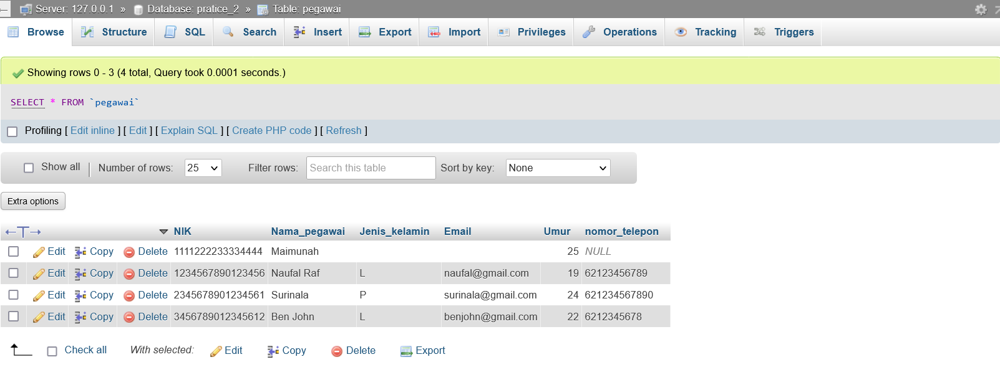 Server: 127.0.0.1 » Database: pratice_2 » Table: pegawai
Browse Structure SQL Search Insert Export Import Privileges Operations Tracking Triggers
Showing rows 0 - 3 (4 total, Query took 0.0001 seconds.)
SELECT * FROM `pegawai`
Profiling [ Edit inline ] [ Edit ] [ Explain SQL ] [ Create PHP code ] [ Refresh ]
Show all Number of rows: 25 Filter rows: Search this table Sort by key: None
Extra options
NIK Nama_pegawai Jenis_kelamin Email Umur nomor_telepon
Edit Copy Delete 1111222233334444 Maimunah 25 NULL
Edit Copy Delete 1234567890123456 Naufal Raf L naufal@gmail.com 19 62123456789
Edit Copy Delete 2345678901234561 Surinala P surinala@gmail.com 24 621234567890
Edit Copy Delete 3456789012345612 Ben John L benjohn@gmail.com 22 6212345678
Check all With selected: Edit Copy Delete Export